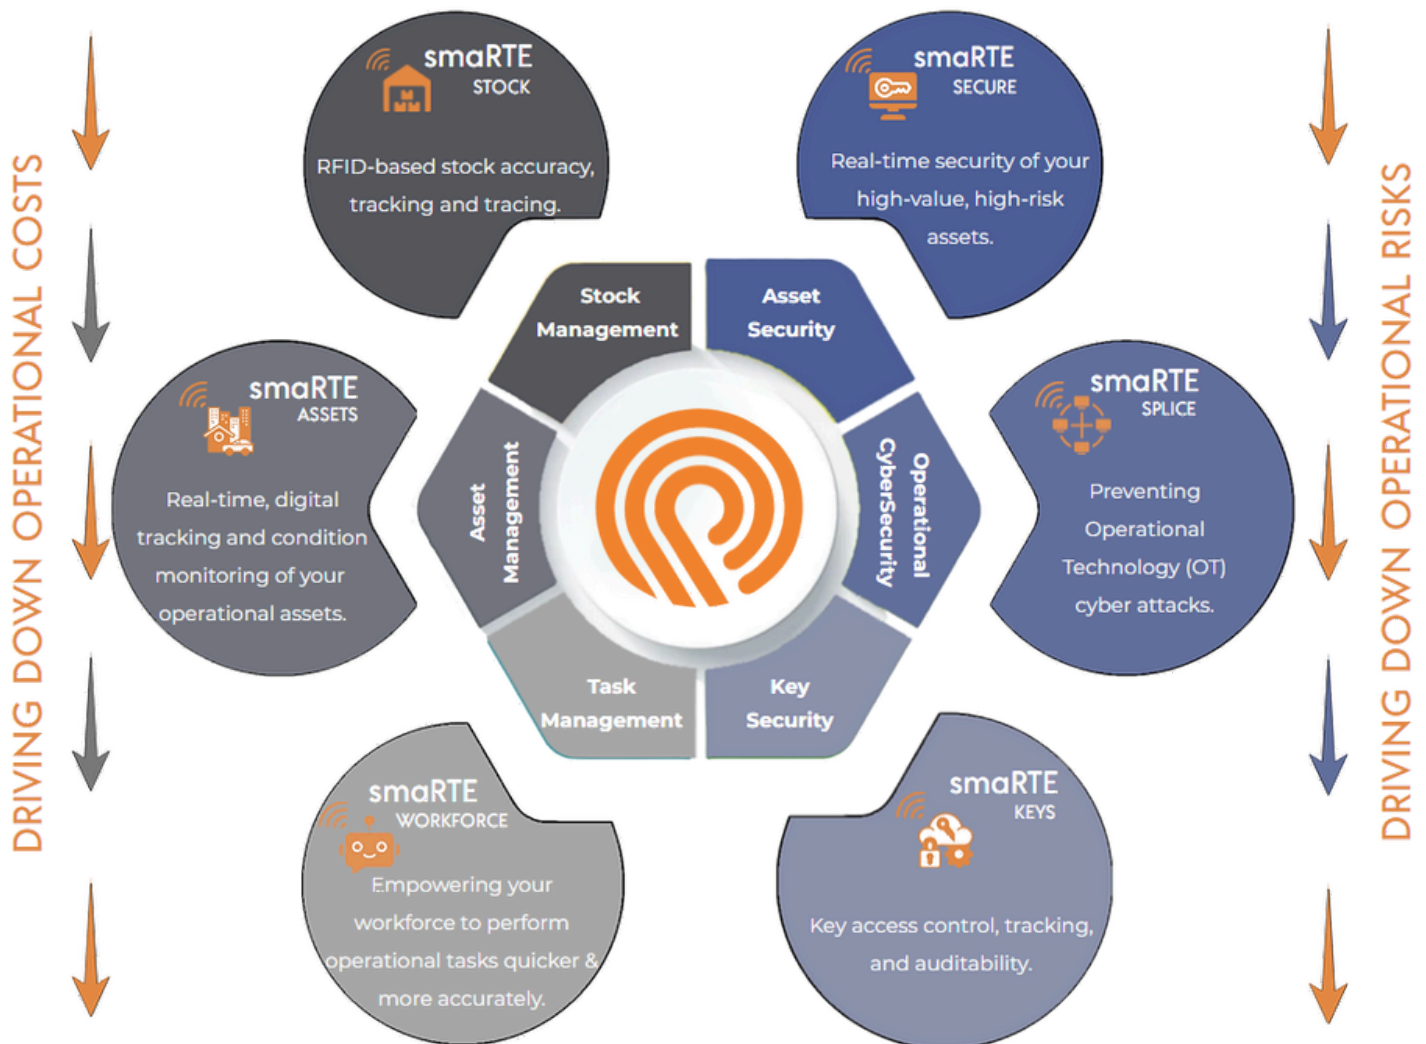 DRIVING DOWN OPERATIONAL COSTS
smaRTE
STOCK
RFID-based stock accuracy,
tracking and tracing.
smaRTE
SECURE
Real-time security of your
high-value, high-risk
assets.
smaRTE
ASSETS
Real-time, digital
tracking and condition
monitoring of your
operational assets.
Stock
Management
Asset
Security
Asset
Management
Operational
CyberSecurity
Task
Management
Key
Security
smaRTE
SPLICE
Preventing
Operational
Technology (OT)
cyber attacks.
smaRTE
WORKFORCE
Empowering your
workforce to perform
operational tasks quicker &
more accurately.
smaRTE
KEYS
Key access control, tracking,
and auditability.
DRIVING DOWN OPERATIONAL RISKS